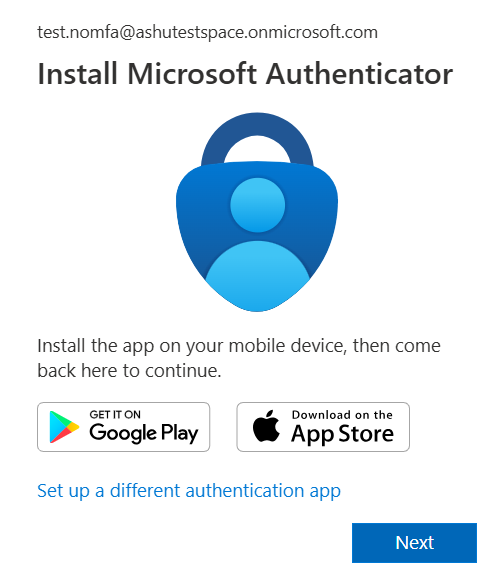 test.nomfa@ashutestspace.onmicrosoft.com
Install Microsoft Authenticator
Install the app on your mobile device, then come
back here to continue.
GET IT ON
Google Play
Download on the
App Store
Set up a different authentication app
Next